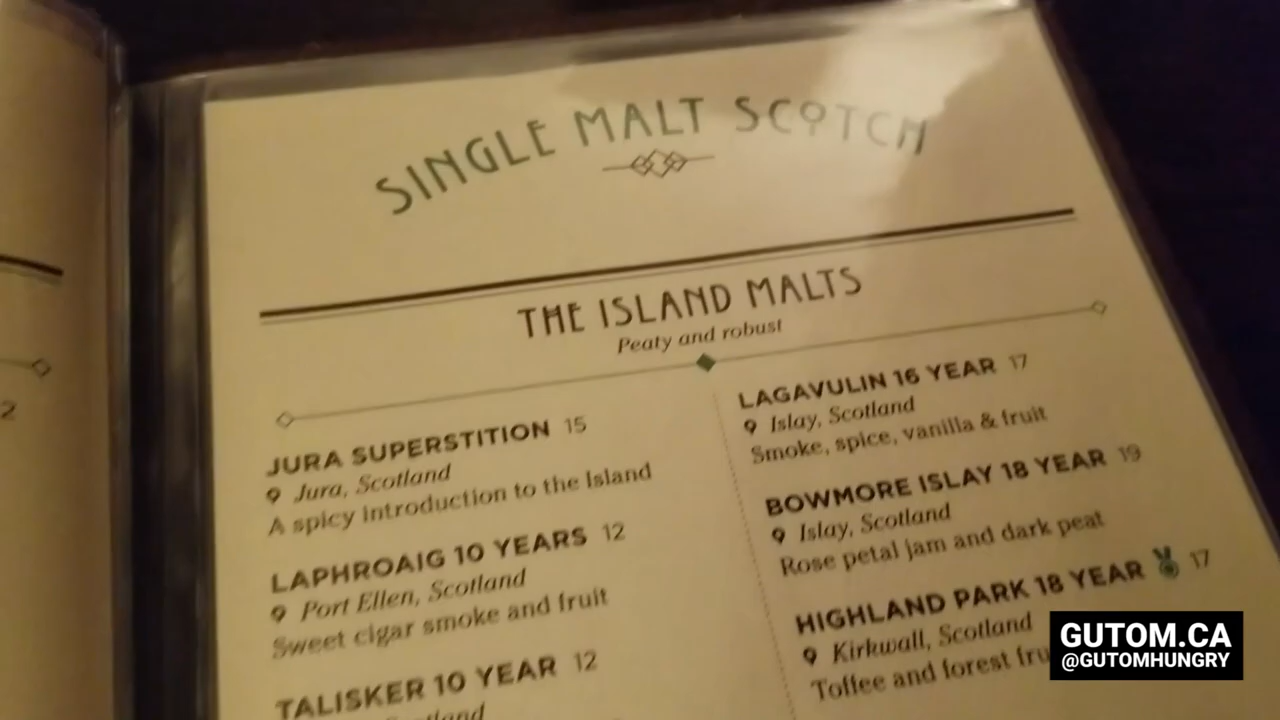 SINGLE MALT SCOTCH
THE ISLAND MALTS
Peaty and robust
JURA SUPERSTITION 15
Jura, Scotland
A spicy introduction to the Island
LAPHROAIG 10 YEARS 12
Port Ellen, Scotland
Sweet cigar smoke and fruit
TALISKER 10 YEAR 12
LAGAVULIN 16 YEAR 17
Islay, Scotland
Smoke, spice, vanilla & fruit
BOWMORE ISLAY 18 YEAR 19
Islay, Scotland
Rose petal jam and dark peat
HIGHLAND PARK 18 YEAR 17
Kirkwall, Scotland
Toffee and forest
2
GUTOM.CA
@GUTOMHUNGRY